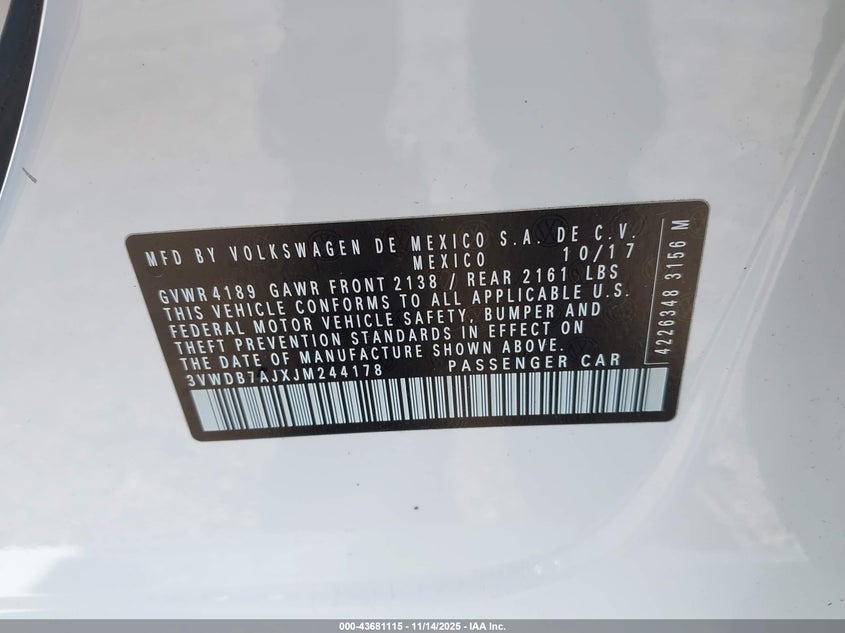 MFD BY VOLKSWAGEN DE MEXICO S.A. DE C.V.
MEXICO 10/17
GVWR 4189 GAWR FRONT 2138 / REAR 2161 LBS
THIS VEHICLE CONFORMS TO ALL APPLICABLE U.S.
FEDERAL MOTOR VEHICLE SAFETY, BUMPER AND
THEFT PREVENTION STANDARDS IN EFFECT ON
THE DATE OF MANUFACTURE SHOWN ABOVE.
3VWDB7AJXJM244178 PASSENGER CAR
4226348 3156 M
000-43681115 - 11/14/2025 - IAA Inc.